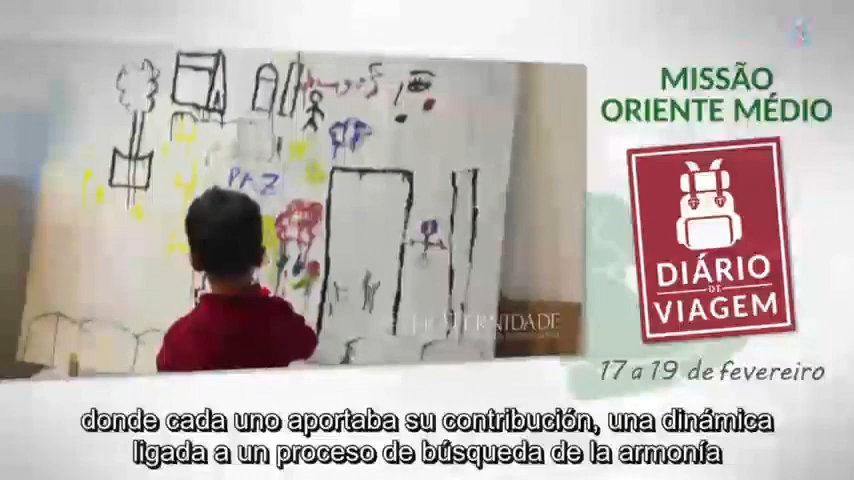 MISSÃO
ORIENTE MÉDIO
PAZ
DIÁRIO
DE
VIAGEM
FRATERNIDADE
17 a 19 de fevereiro
donde cada uno aportaba su contribución, una dinámica
ligada a un proceso de búsqueda de la armonía